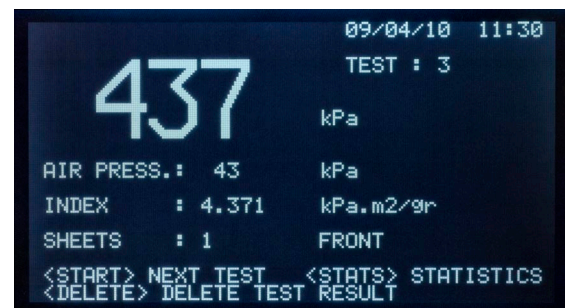 09/04/10 11:30
TEST : 3
437 kPa
AIR PRESS.: 43 kPa
INDEX : 4.371 kPa.m2/gr
SHEETS : 1 FRONT
<START> NEXT TEST <STATS> STATISTICS
<DELETE> DELETE TEST RESULT